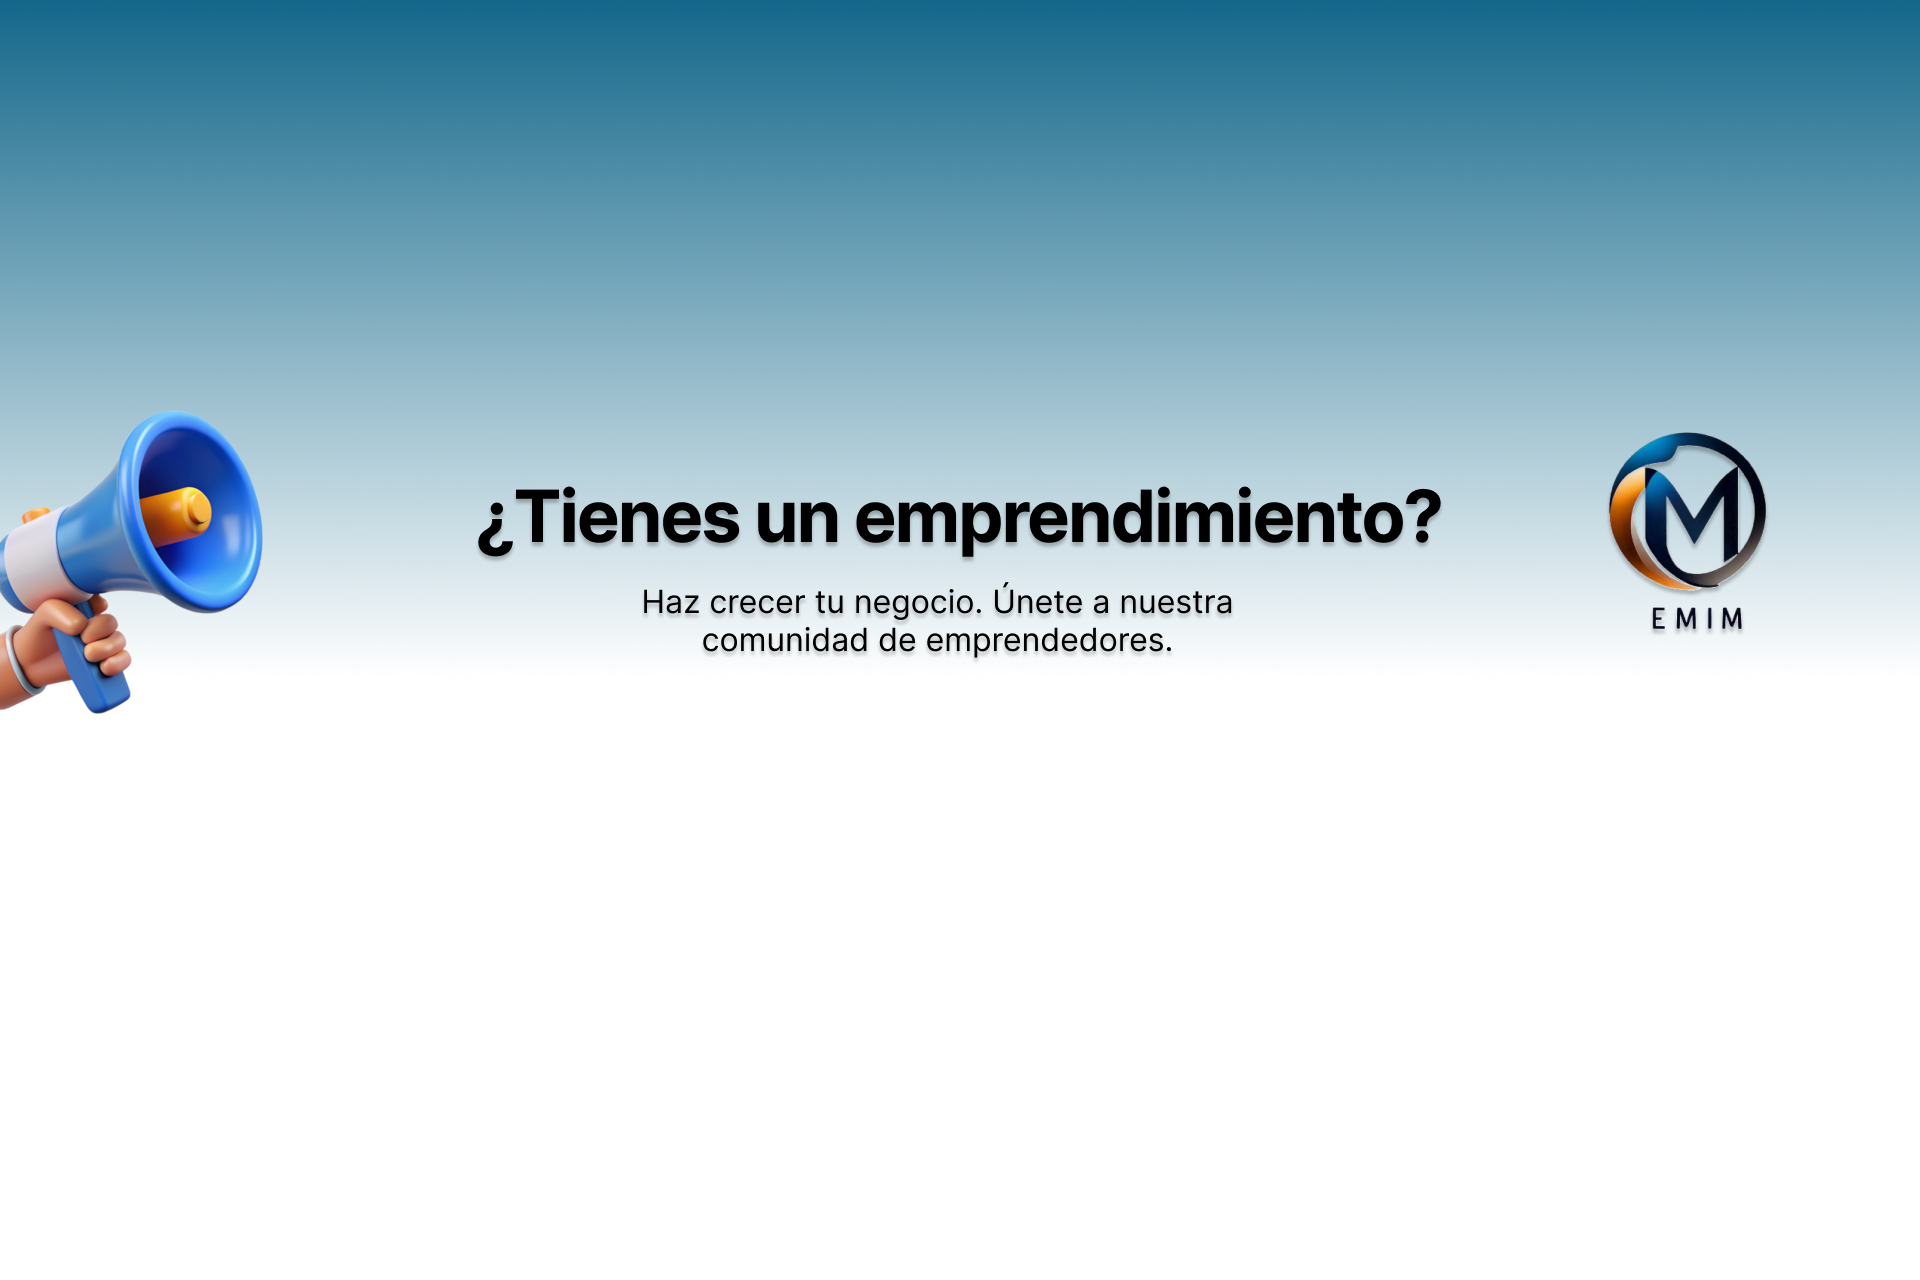 ¿Tienes un emprendimiento?
Haz crecer tu negocio. Únete a nuestra
comunidad de emprendedores.
M
EMIM